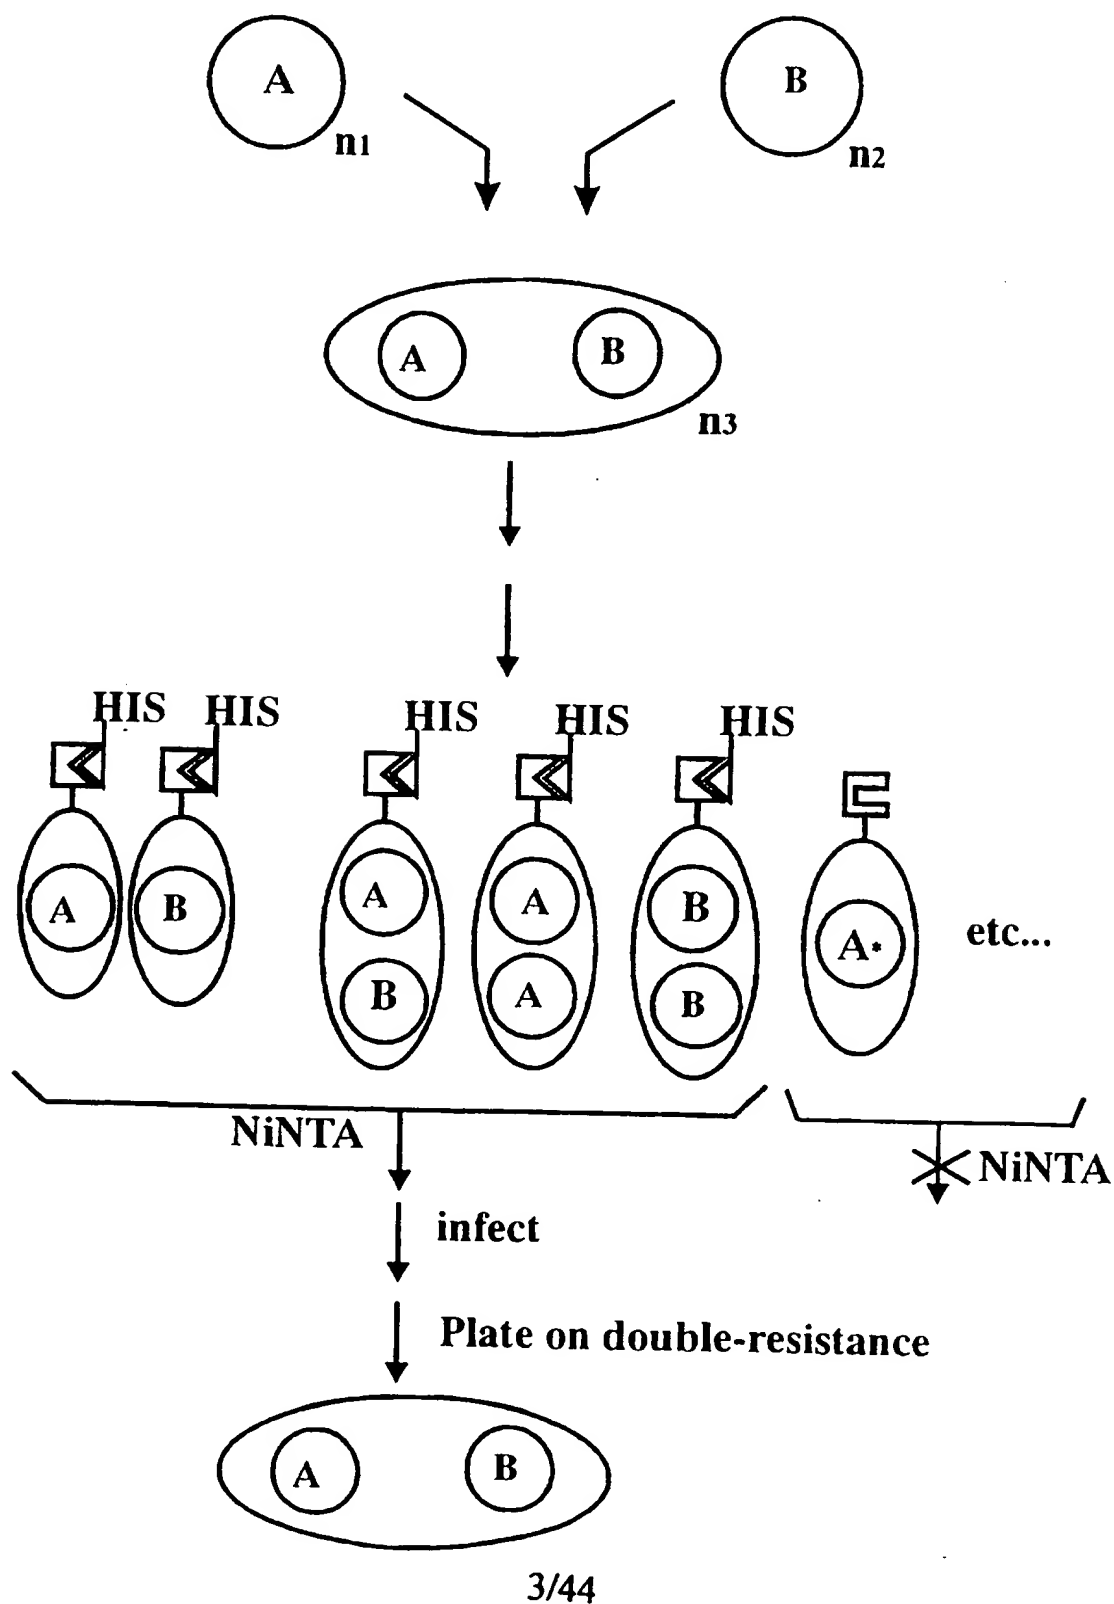 A
B
n1
n2
A
B
n3
HIS
HIS
HIS
HIS
HIS
A
B
A
B
A
A
B
B
A*
etc...
NiNTA
NiNTA
infect
Plate on double-resistance
A
B
3/44